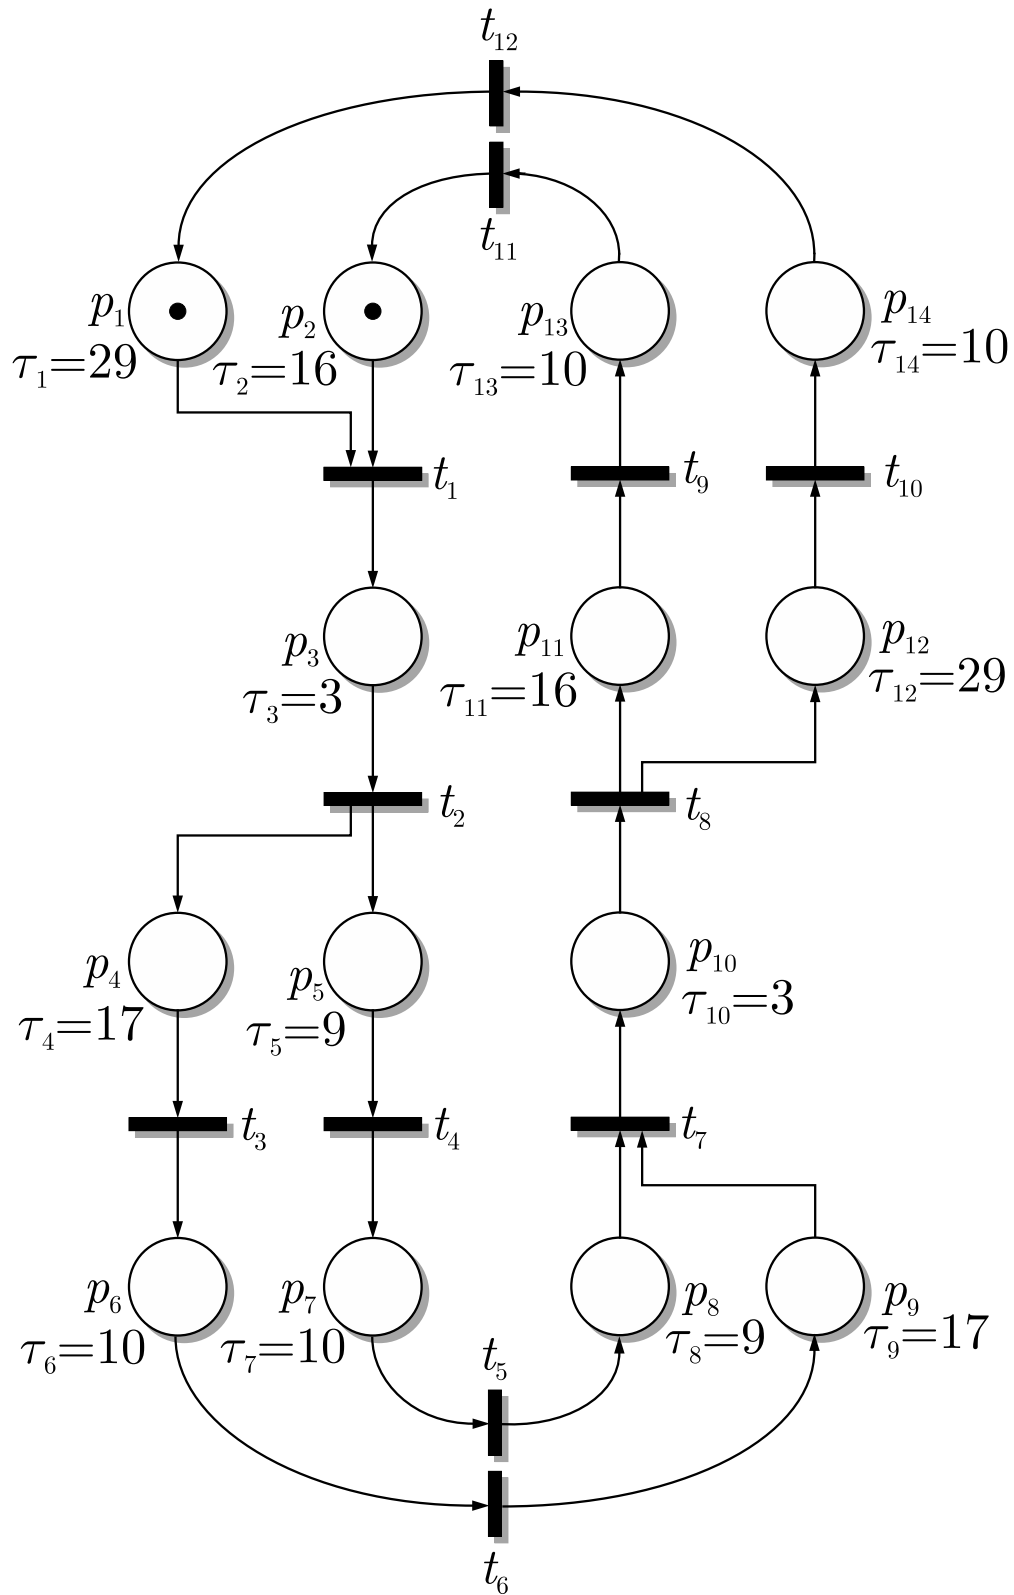 t₁₂
t₁₁
p₁
τ₁=29
p₂
τ₂=16
p₁₃
τ₁₃=10
p₁₄
τ₁₄=10
t₁
t₉
t₁₀
p₃
τ₃=3
p₁₁
τ₁₁=16
p₁₂
τ₁₂=29
t₂
t₈
p₄
τ₄=17
p₅
τ₅=9
p₁₀
τ₁₀=3
t₃
t₄
t₇
p₆
τ₆=10
p₇
τ₇=10
p₈
τ₈=9
p₉
τ₉=17
t₅
t₆